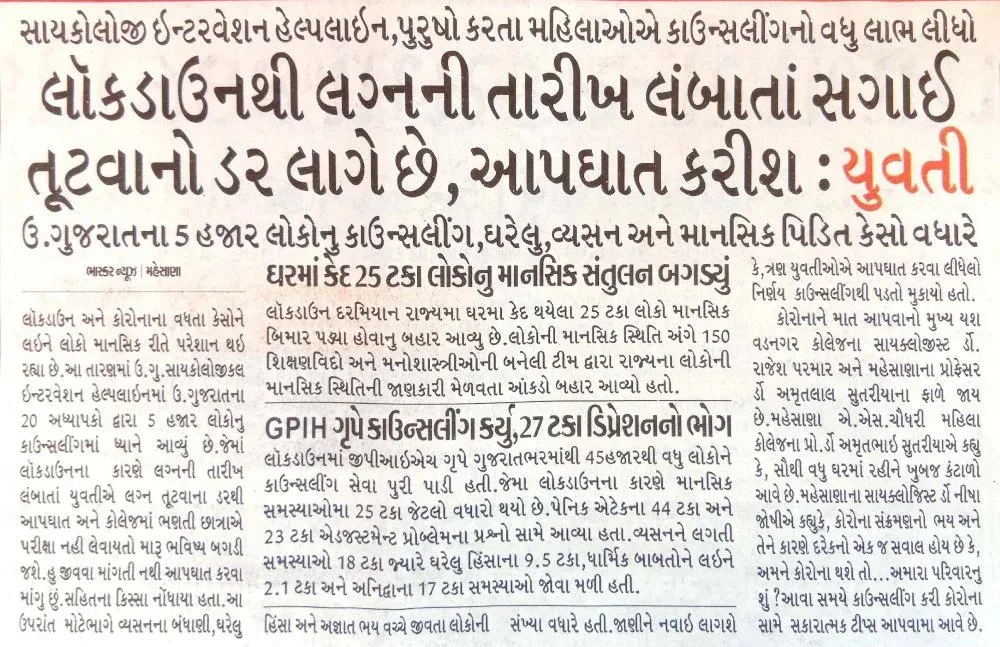 સાયકોલોજી ઇન્ટરવેશન હેલ્પલાઇન,પુરુષો કરતા મહિલાઓએ કાઉન્સલીંગનો વધુ લાભ લીધો
લૉકડાઉનથી લગ્નની તારીખ લંબાતાં સગાઈ
તૂટવાનો ડર લાગે છે, આપઘાત કરીશ : યુવતી
ઉ.ગુજરાતના 5 હજાર લોકોનુ કાઉન્સલીંગ,ઘરેલુ,વ્યસન અને માનસિક પિડિત કેસો વધારે
ભાસ્કર ન્યૂઝ | મહેસાણા
લૉકડાઉન અને કોરોનાના વધતા કેસોને
લઇને લોકો માનસિક રીતે પરેશાન થઇ
રહ્યા છે.આ તારણમાં ઉ.ગુ.સાયકોલોજીકલ
ઇન્ટરવેશન હેલ્પલાઇનમાં ઉ.ગુજરાતના
20 અધ્યાપકો દ્વારા 5 હજાર લોકોનુ
કાઉન્સલીંગમાં ધ્યાને આવ્યું છે.જેમાં
લૉકડાઉનના કારણે લગ્નની તારીખ
લંબાતાં યુવતીએ લગ્ન તૂટવાના ડરથી
આપઘાત અને કોલેજમાં ભણતી છાત્રાએ
પરીક્ષા નહી લેવાયતો મારૂ ભવિષ્ય બગડી
જશે.હુ જીવવા માંગતી નથી આપઘાત કરવા
માંગુ છું.સહિતના કિસ્સા નોંધાયા હતા.આ
ઉપરાંત મોટેભાગે વ્યસનના બંધાણી,ઘરેલુ
ઘરમાં કેદ 25 ટકા લોકોનુ માનસિક સંતુલન બગડ્યું
લૉકડાઉન દરમિયાન રાજ્યમા ઘરમા કેદ થયેલા 25 ટકા લોકો માનસિક
બિમાર પડ્યા હોવાનુ બહાર આવ્યુ છે.લોકોની માનસિક સ્થિતિ અંગે 150
શિક્ષણવિદો અને મનોશાસ્ત્રીઓની બનેલી ટીમ દ્વારા રાજ્યના લોકોની
માનસિક સ્થિતિની જાણકારી મેળવતા આંકડો બહાર આવ્યો હતો.
GPIH ગૃપે કાઉન્સલીંગ કર્યુ,27 ટકા ડિપ્રેશનનો ભોગ
લૉકડાઉનમાં જીપીઆઇએચ ગૃપે ગુજરાતભરમાંથી 45હજારથી વધુ લોકોને
કાઉન્સલીંગ સેવા પુરી પાડી હતી.જેમા લોકડાઉનના કારણે માનસિક
સમસ્યાઓમા 25 ટકા જેટલો વધારો થયો છે.પેનિક એટેકના 44 ટકા અને
23 ટકા એડજસ્ટમેન્ટ પ્રોબ્લેમના પ્રશ્નો સામે આવ્યા હતા.વ્યસનને લગતી
સમસ્યાઓ 18 ટકા જ્યારે ઘરેલુ હિંસાના 9.5 ટકા,ધાર્મિક બાબતોને લઇને
2.1 ટકા અને અનિદ્રાના 17 ટકા સમસ્યાઓ જોવા મળી હતી.
હિંસા અને અજ્ઞાત ભય વચ્ચે જીવતા લોકોની
સંખ્યા વધારે હતી.જાણીને નવાઇ લાગશે
કે,ત્રણ યુવતીઓએ આપઘાત કરવા લીધેલો
નિર્ણય કાઉન્સલીંગથી પડતો મુકાયો હતો.
કોરોનાને માત આપવાનો મુખ્ય યશ
વડનગર કોલેજના સાયક્લોજીસ્ટ ર્ડા.
રાજેશ પરમાર અને મહેસાણાના પ્રોફેસર
ર્ડા અમૃતલાલ સુતરીયાના ફાળે જાય
છે.મહેસાણા એ.એસ.ચૌધરી મહિલા
કોલેજના પ્રો.ર્ડા અમૃતભાઇ સુતરીયાએ કહ્યુ
કે, સૌથી વધુ ઘરમાં રહીને ખુબજ કંટાળો
આવે છે.મહેસાણાના સાયક્લોજિસ્ટ ર્ડા નીષા
જોષીએ કહ્યુકે, કોરોના સંક્રમણનો ભય અને
તેને કારણે દરેકનો એક જ સવાલ હોય છે કે,
અમને કોરોના થશે તો...અમારા પરિવારનુ
શું ?આવા સમયે કાઉન્સલીંગ કરી કોરોના
સામે સકારાત્મક ટીપ્સ આપવામા આવે છે.